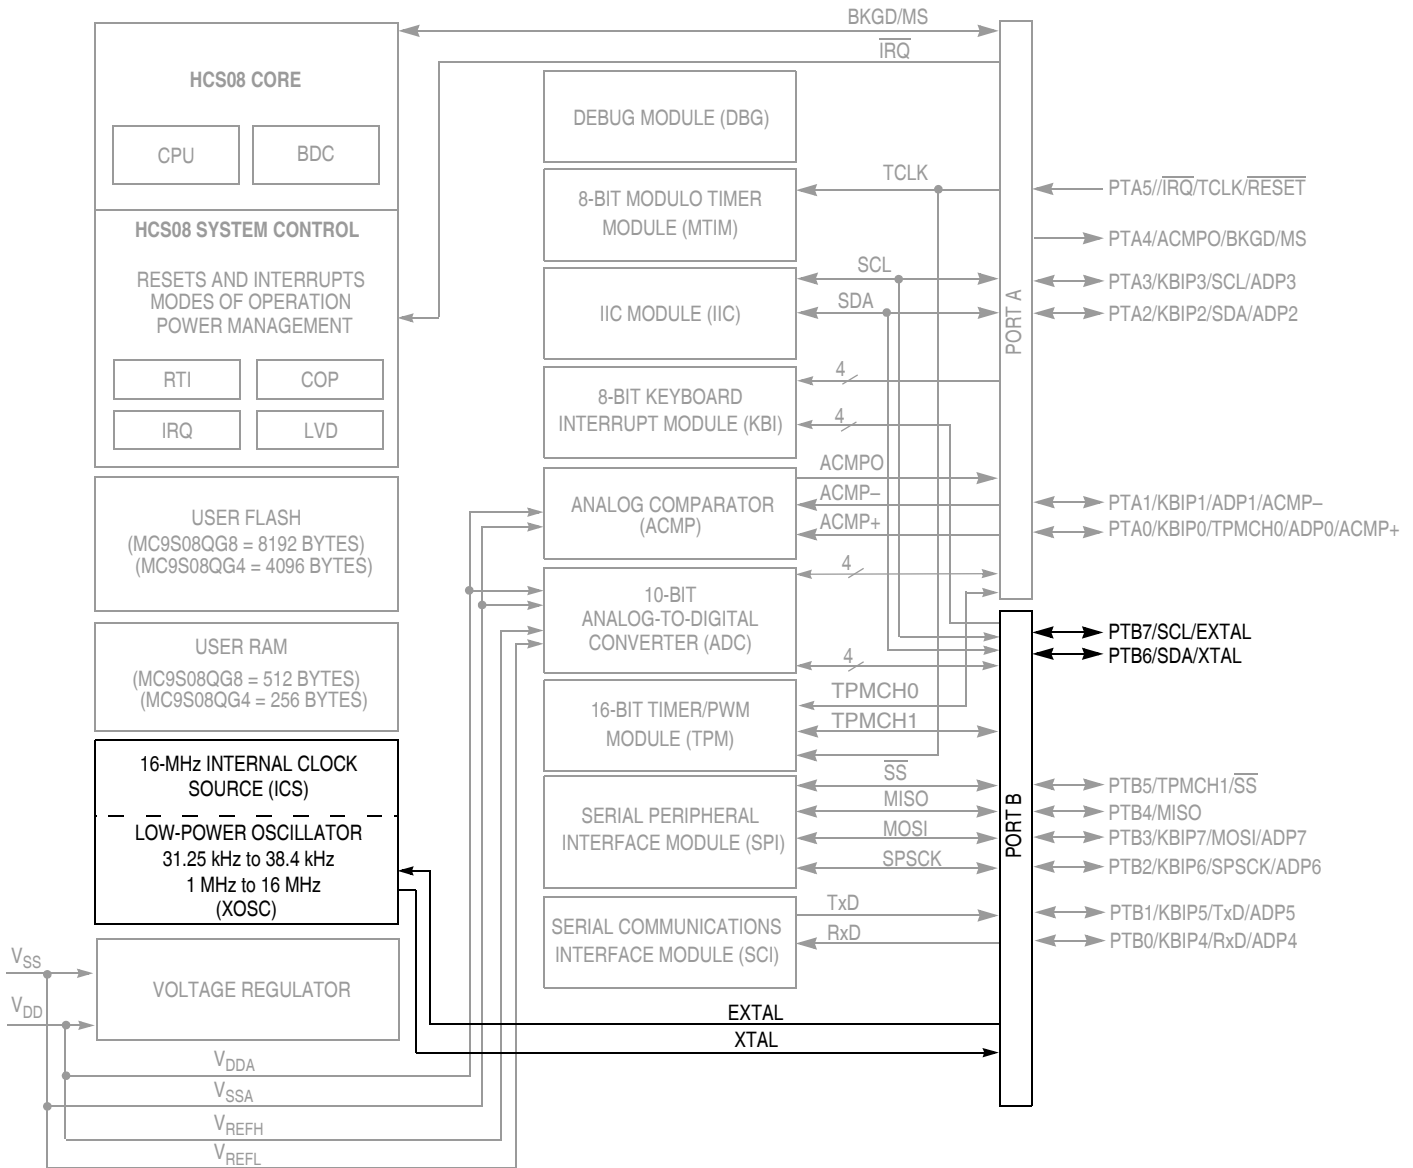 BKGD/MS
IRQ
HCS08 CORE
CPU
BDC
HCS08 SYSTEM CONTROL
RESETS AND INTERRUPTS
MODES OF OPERATION
POWER MANAGEMENT
RTI
COP
IRQ
LVD
USER FLASH
(MC9S08QG8 = 8192 BYTES)
(MC9S08QG4 = 4096 BYTES)
USER RAM
(MC9S08QG8 = 512 BYTES)
(MC9S08QG4 = 256 BYTES)
16-MHz INTERNAL CLOCK
SOURCE (ICS)
LOW-POWER OSCILLATOR
31.25 kHz to 38.4 kHz
1 MHz to 16 MHz
(XOSC)
VSS
VDD
VOLTAGE REGULATOR
VDDA
VSSA
VREFH
VREFL
DEBUG MODULE (DBG)
8-BIT MODULO TIMER
MODULE (MTIM)
IIC MODULE (IIC)
8-BIT KEYBOARD
INTERRUPT MODULE (KBI)
ANALOG COMPARATOR
(ACMP)
10-BIT
ANALOG-TO-DIGITAL
CONVERTER (ADC)
16-BIT TIMER/PWM
MODULE (TPM)
SERIAL PERIPHERAL
INTERFACE MODULE (SPI)
SERIAL COMMUNICATIONS
INTERFACE MODULE (SCI)
TCLK
SCL
SDA
4
4
ACMPO
ACMP–
ACMP+
4
4
TPMCH0
TPMCH1
SS
MISO
MOSI
SPSCK
TxD
RxD
EXTAL
XTAL
PORT A
PORT B
PTA5//IRQ/TCLK/RESET
PTA4/ACMPO/BKGD/MS
PTA3/KBIP3/SCL/ADP3
PTA2/KBIP2/SDA/ADP2
PTA1/KBIP1/ADP1/ACMP–
PTA0/KBIP0/TPMCH0/ADP0/ACMP+
PTB7/SCL/EXTAL
PTB6/SDA/XTAL
PTB5/TPMCH1/SS
PTB4/MISO
PTB3/KBIP7/MOSI/ADP7
PTB2/KBIP6/SPSCK/ADP6
PTB1/KBIP5/TxD/ADP5
PTB0/KBIP4/RxD/ADP4